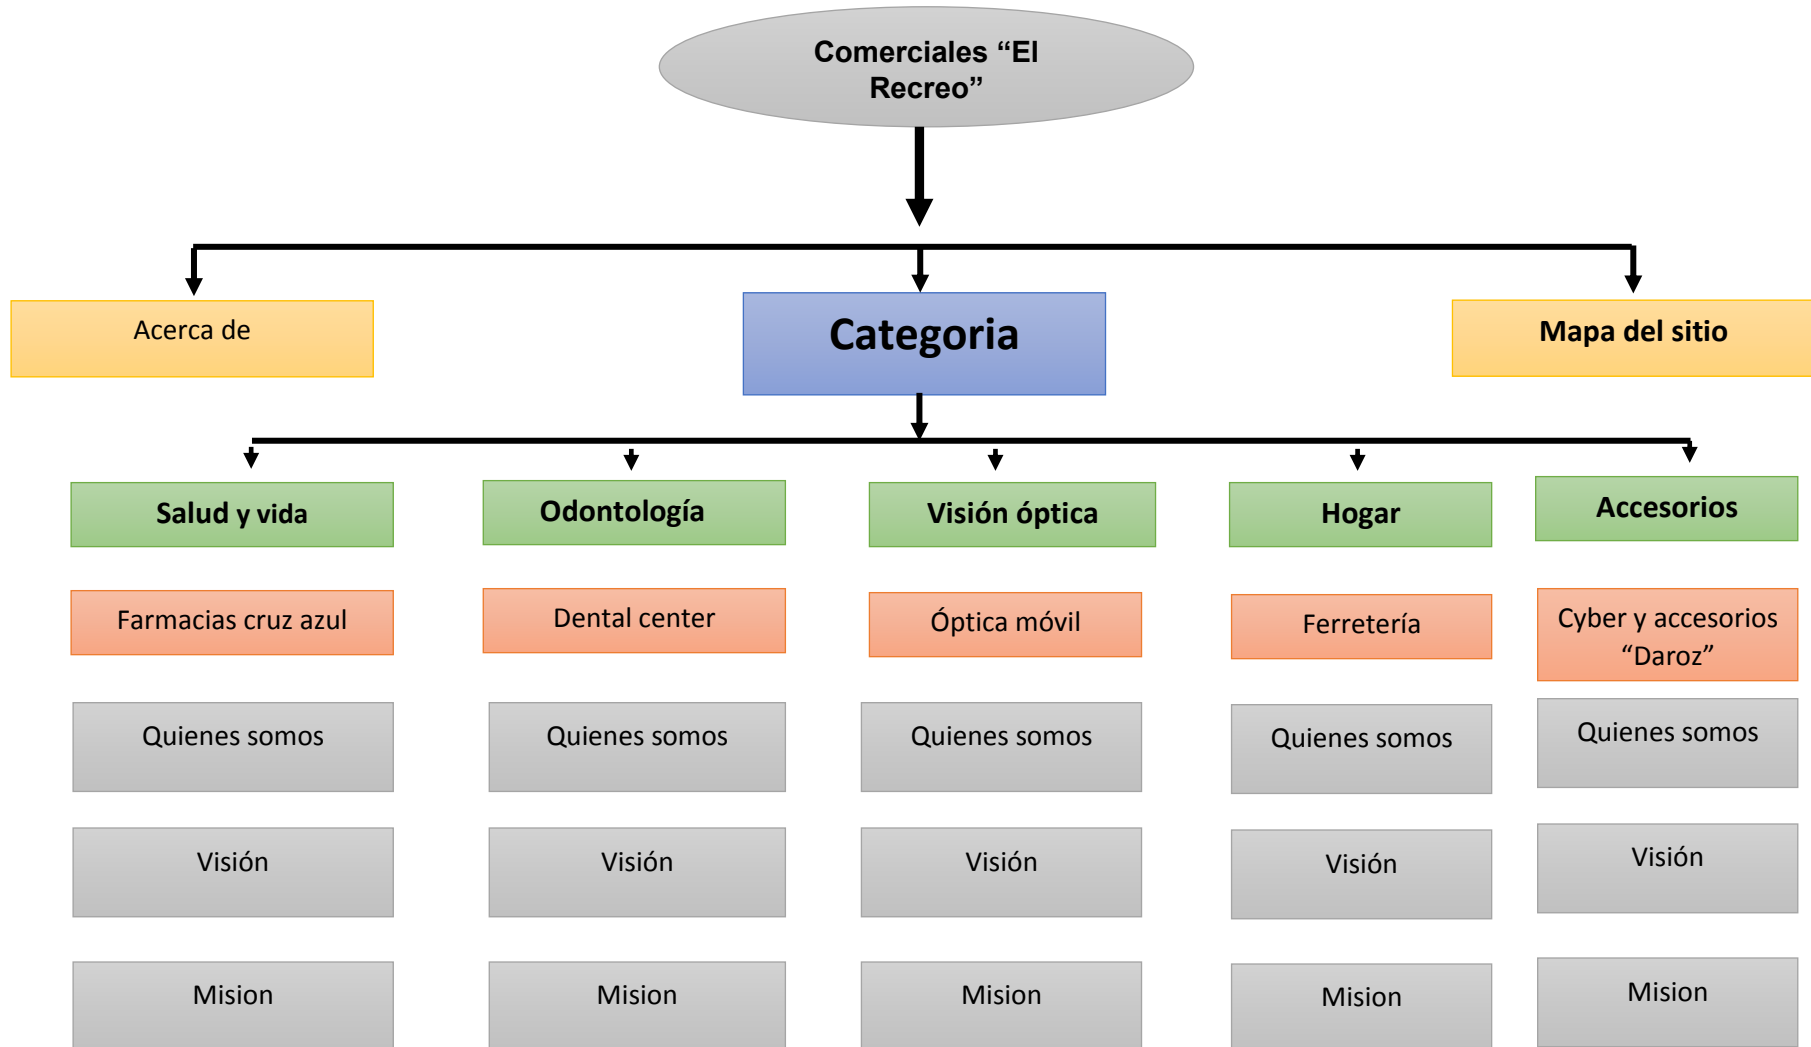 Comerciales “El
Recreo”
Acerca de
Categoria
Mapa del sitio
Salud y vida
Odontología
Visión óptica
Hogar
Accesorios
Farmacias cruz azul
Dental center
Óptica móvil
Ferretería
Cyber y accesorios
“Daroz”
Quienes somos
Quienes somos
Quienes somos
Quienes somos
Quienes somos
Visión
Visión
Visión
Visión
Visión
Mision
Mision
Mision
Mision
Mision